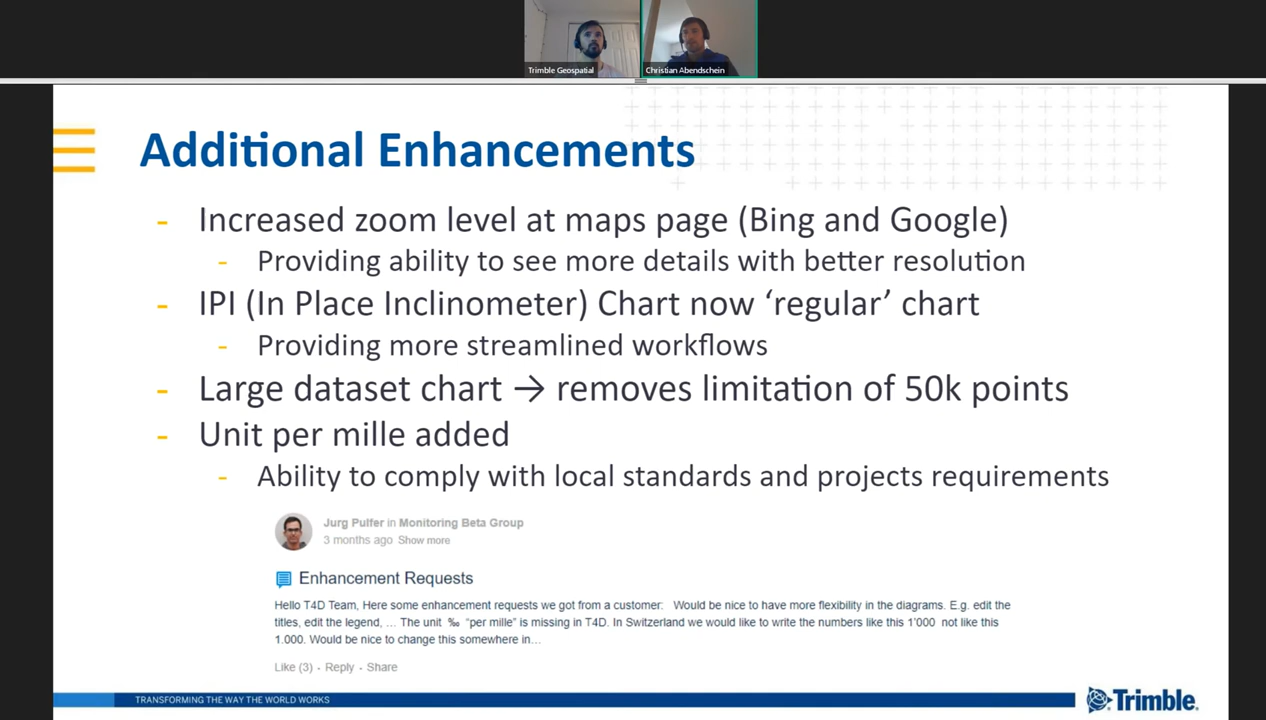 Trimble Geospatial
Christian Abendschein
Additional Enhancements
- Increased zoom level at maps page (Bing and Google)
- Providing ability to see more details with better resolution
- IPI (In Place Inclinometer) Chart now ‘regular’ chart
- Providing more streamlined workflows
- Large dataset chart → removes limitation of 50k points
- Unit per mille added
- Ability to comply with local standards and projects requirements
Jurg Pulfer in Monitoring Beta Group
3 months ago Show more
Enhancement Requests
Hello T4D Team, Here some enhancement requests we got from a customer: Would be nice to have more flexibility in the diagrams. E.g. edit the
titles, edit the legend, ... The unit ‰ “per mille” is missing in T4D. In Switzerland we would like to write the numbers like this 1'000 not like this
1.000. Would be nice to change this somewhere in...
Like (3) · Reply · Share
TRANSFORMING THE WAY THE WORLD WORKS
Trimble.